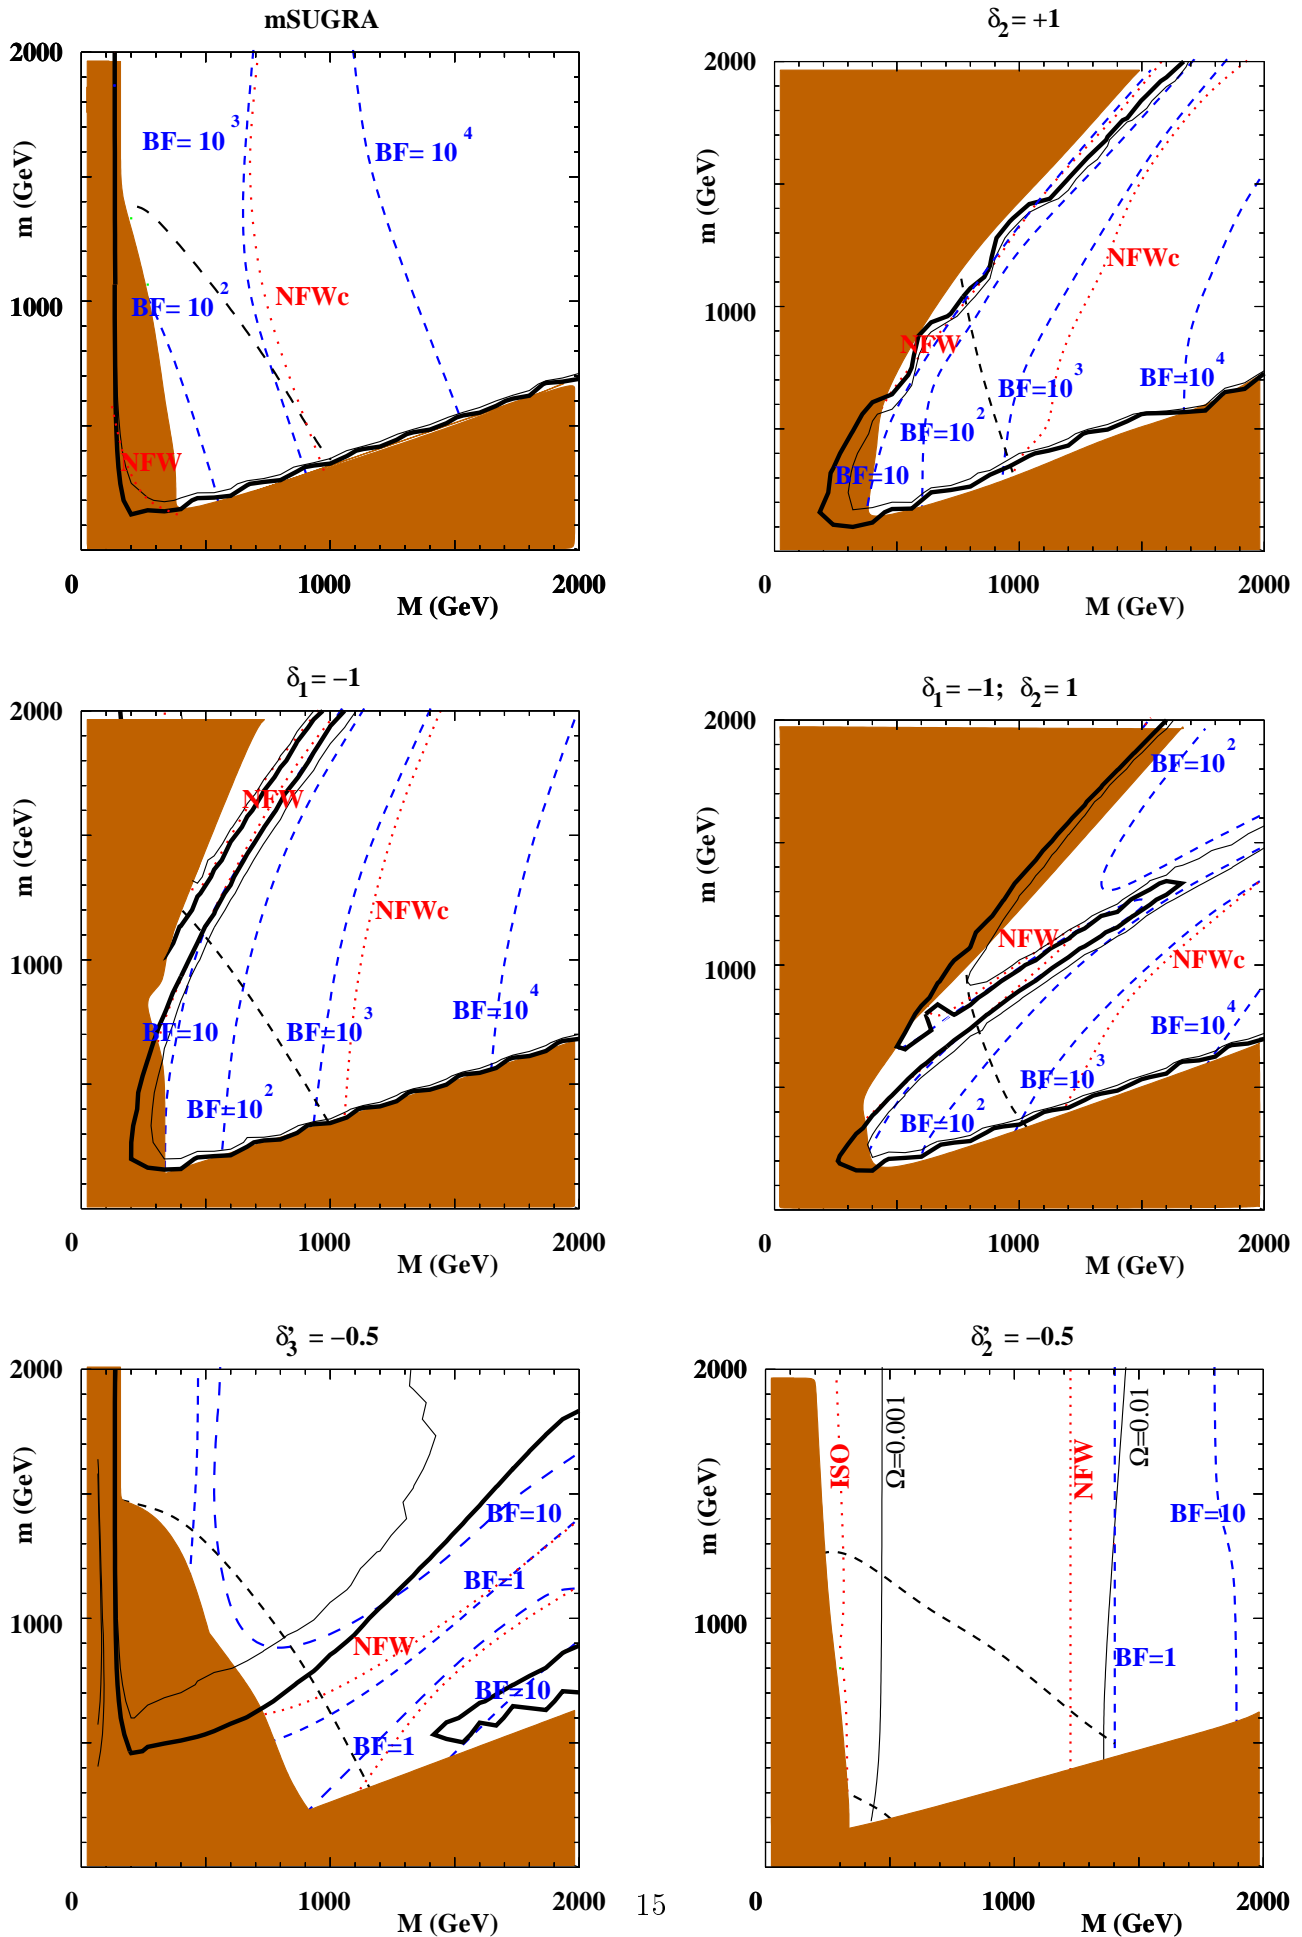 mSUGRA
2000
BF= 10^3
BF= 10^4
NFWc
BF= 10^2
1000
NFW
m (GeV)
0
1000
2000
M (GeV)
δ₂= +1
2000
NFWc
1000
NFW
BF=10^3
BF=10^4
BF=10^2
BF=10
m (GeV)
0
1000
2000
M (GeV)
δ₁= −1
2000
NFW
NFWc
1000
BF=10
BF=10^3
BF=10^4
BF=10^2
m (GeV)
0
1000
2000
M (GeV)
δ₁= −1; δ₂= 1
2000
BF=10^2
NFW
NFWc
1000
BF=10^4
BF=10^3
BF=10^2
m (GeV)
0
1000
2000
M (GeV)
δ'₃ = −0.5
2000
BF=10
BF=1
NFW
1000
BF=10
BF=1
m (GeV)
0
1000
2000
M (GeV)
δ'₂ = −0.5
2000
ISO
Ω=0.001
NFW
Ω=0.01
BF=10
1000
BF=1
m (GeV)
0
1000
2000
M (GeV)
15